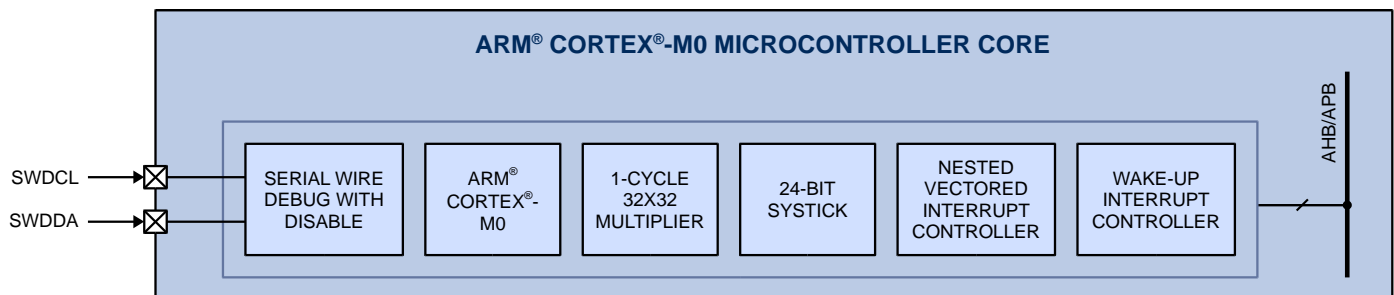 ARM® CORTEX®-M0 MICROCONTROLLER CORE
AHB/APB
SWDCL
SWDDA
SERIAL WIRE
DEBUG WITH
DISABLE
ARM®
CORTEX®-
M0
1-CYCLE
32X32
MULTIPLIER
24-BIT
SYSTICK
NESTED
VECTORED
INTERRUPT
CONTROLLER
WAKE-UP
INTERRUPT
CONTROLLER